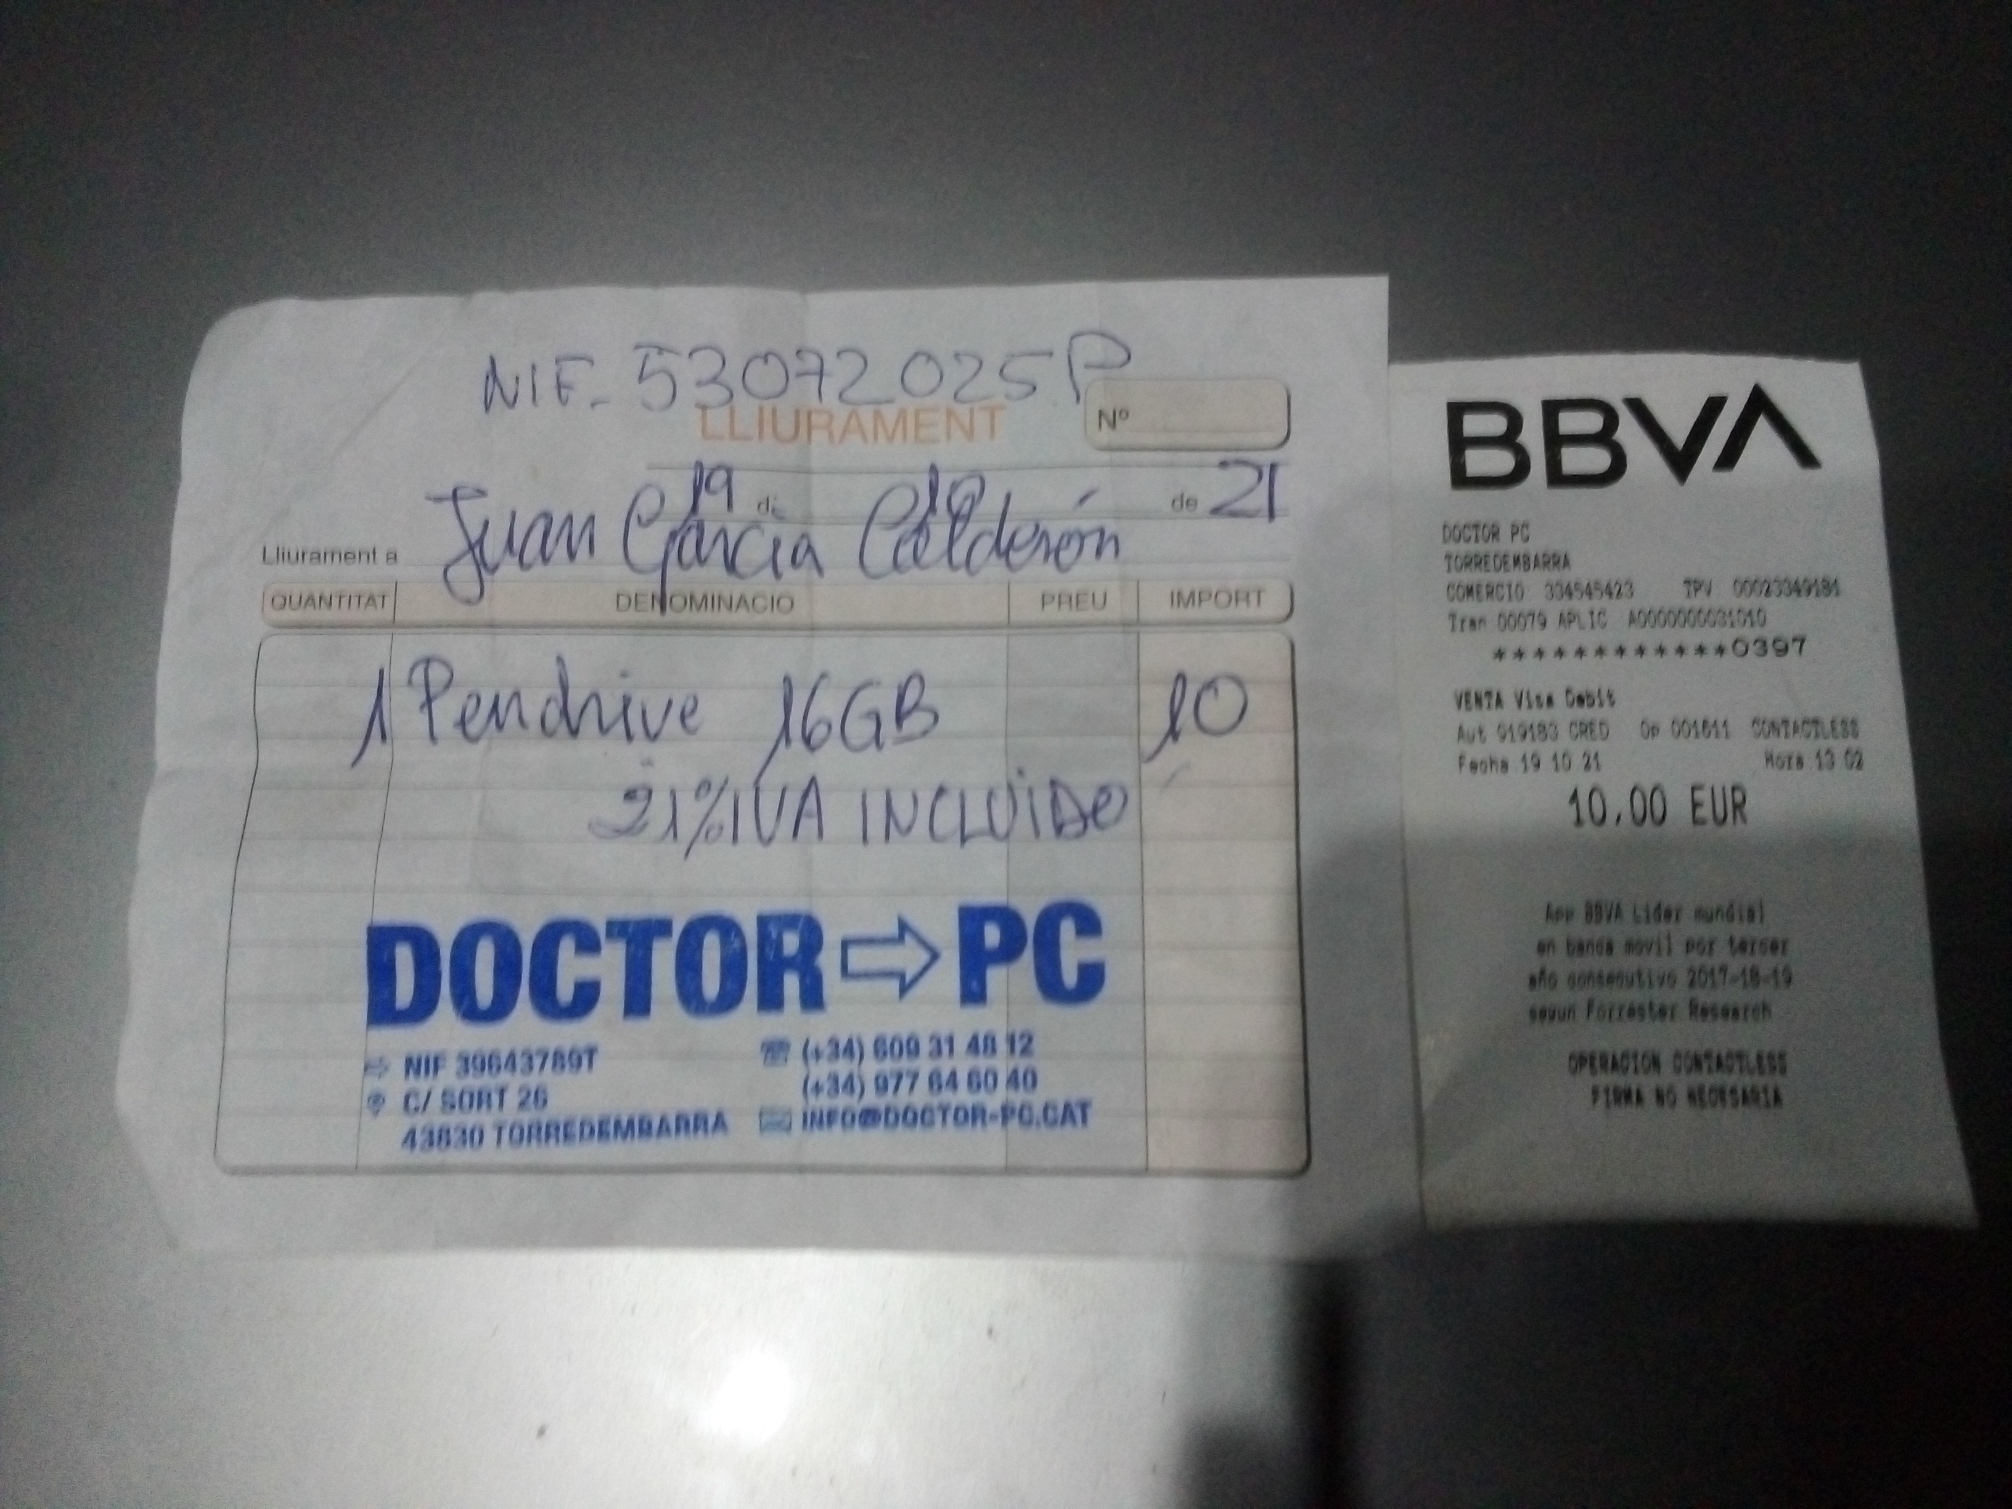 NIF- 53072025P
LLIURAMENT
Nº
19 de 10 de 21
Lliurament a Juan García Calderón
QUANTITAT DENOMINACIO PREU IMPORT
1 Pendrive 16GB 10
21% IVA INCLUIDO
DOCTOR PC
NIF 39643789T
C/ SORT 26
43830 TORREDEMBARRA
(+34) 609 31 48 12
(+34) 977 64 60 40
INFO@DOCTOR-PC.CAT
BBVA
DOCTOR PC
TORREDEMBARRA
COMERCIO 334545423 TPV 00023349181
Tran 00079 APLIC A0000000031010
************0397
VENTA Visa Debit
Aut 919183 CRED Op 001611 CONTACTLESS
Fecha 19 10 21 Hora 13 02
10,00 EUR
App BBVA Lider mundial
en banca movil por tercer
año consecutivo 2017-18-19
segun Forrester Research
OPERACION CONTACTLESS
FIRMA NO NECESARIA